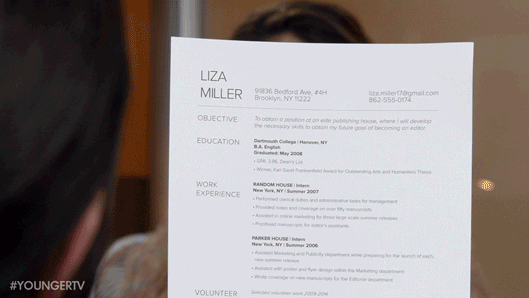 LIZA
MILLER
91836 Bedford Ave, #4H
Brooklyn, NY 11222
liza.miller17@gmail.com
862-555-0174
OBJECTIVE
To obtain a position at an elite publishing house, where I will develop
the necessary skills to obtain my future goal of becoming an editor.
EDUCATION
Dartmouth College | Hanover, NY
B.A. English
Graduated: May 2008
• GPA: 3.96, Dean's List
• Winner, Karl David Frankenfield Award for Outstanding Arts and Humanities Thesis
WORK
EXPERIENCE
RANDOM HOUSE | Intern
New York, NY | Summer 2007
• Performed clerical duties and administrative tasks for management
• Provided notes and coverage on over fifty manuscripts
• Assisted in online marketing for three large scale summer releases
• Proofread manuscripts for editor's assistants
PARKER HOUSE | Intern
New York, NY | Summer 2006
• Assisted Marketing and Publicity department while preparing for the launch of each
new summer release
• Assisted with poster and flyer design within the Marketing department
• Wrote coverage of new manuscripts for the Editorial department
VOLUNTEER
Selected volunteer work 2009-2014
#YOUNGERTV